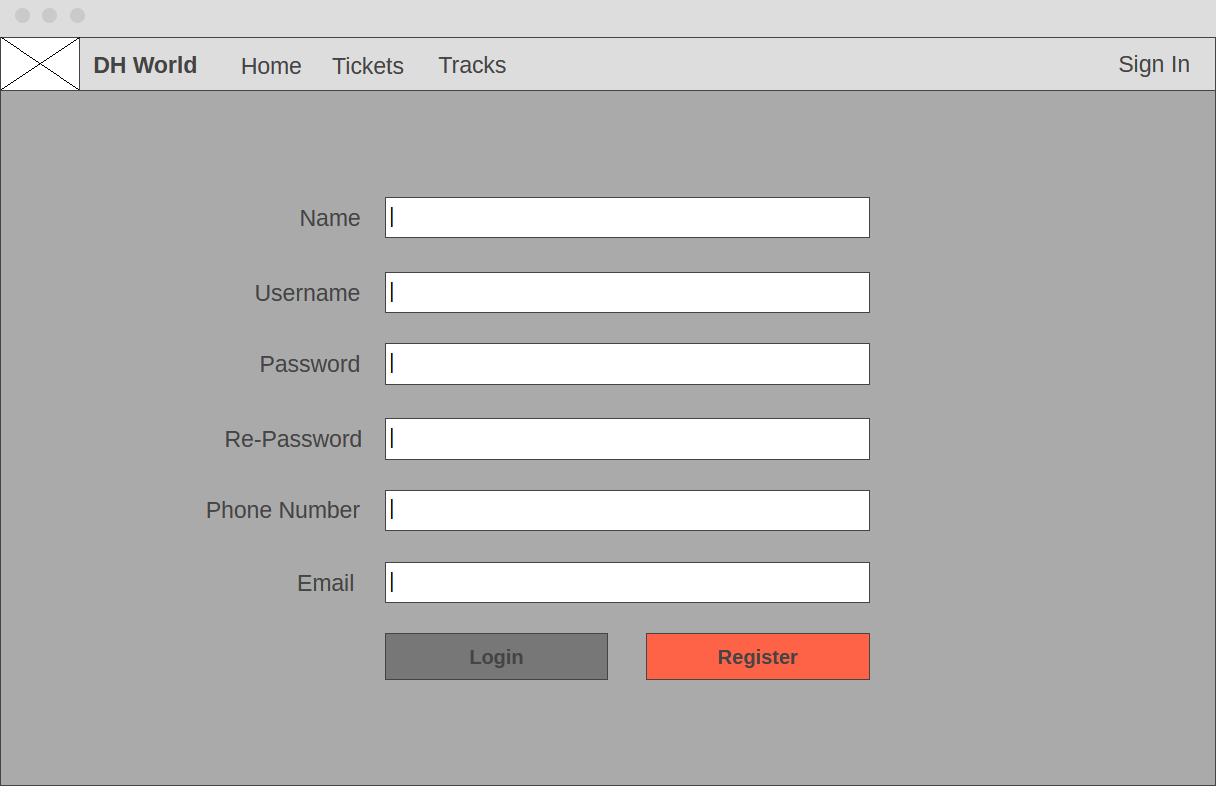 DH World Home Tickets Tracks Sign In
Name
Username
Password
Re-Password
Phone Number
Email
Login Register